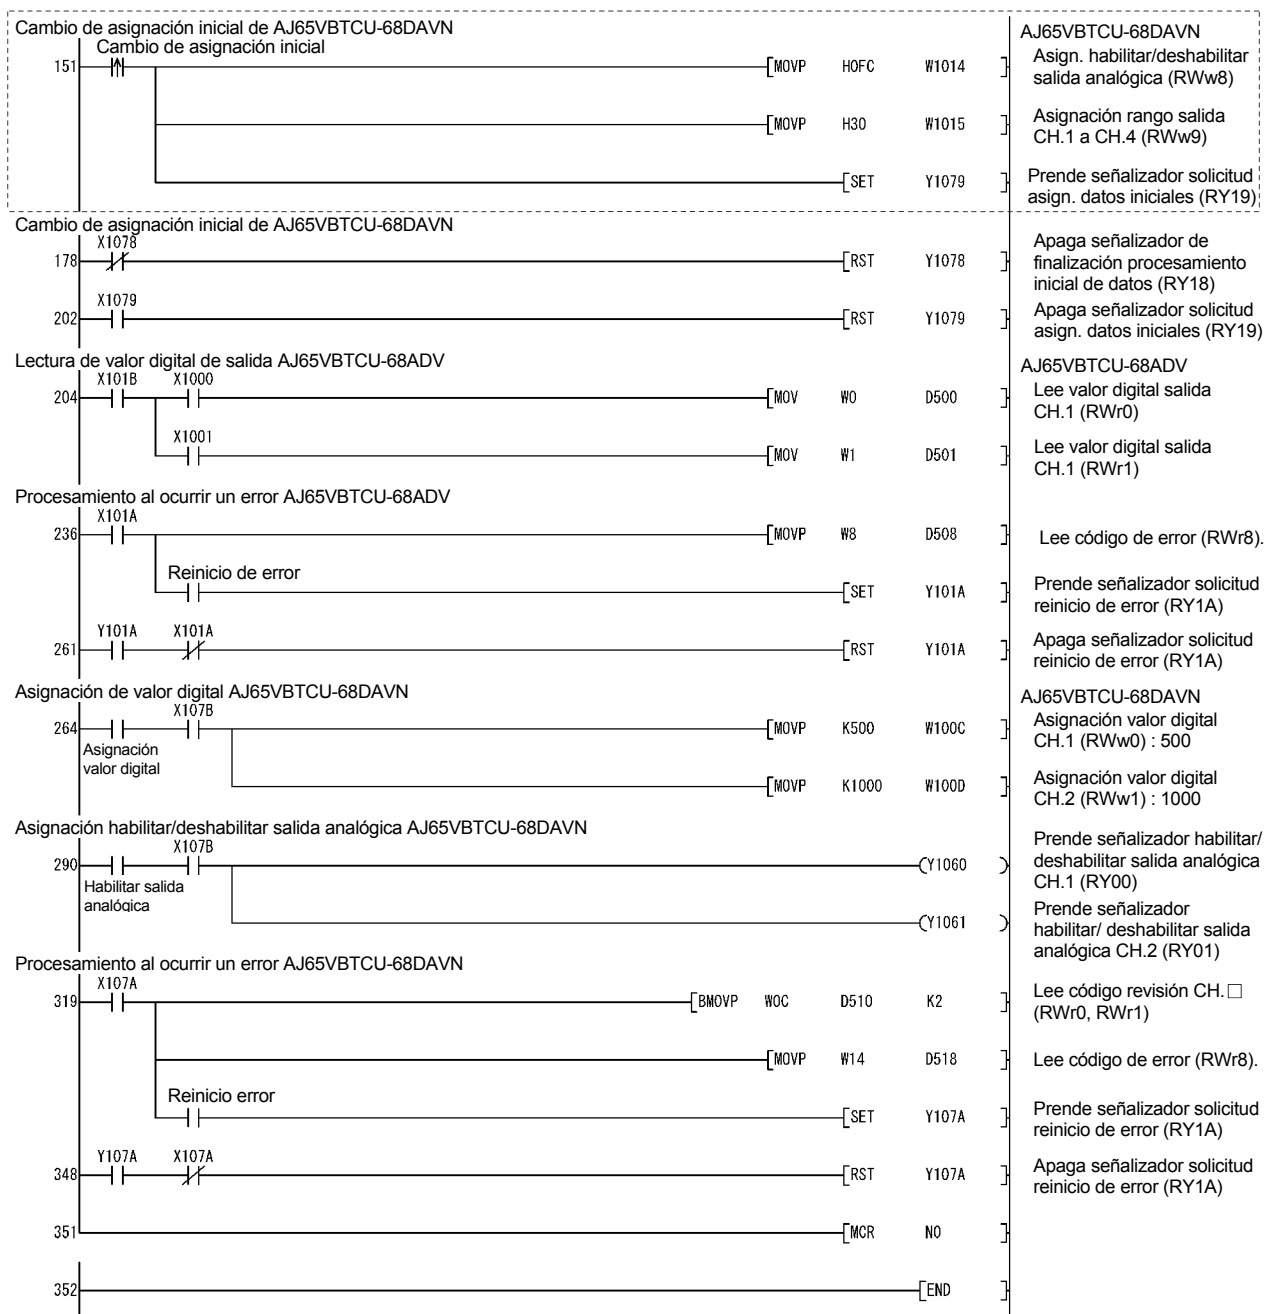 Cambio de asignación inicial de AJ65VBTCU-68DAVN
AJ65VBTCU-68DAVN
Cambio de asignación inicial
151 MOVP H0FC W1014
Asign. habilitar/deshabilitar
salida analógica (RWw8)
MOVP H30 W1015
Asignación rango salida
CH.1 a CH.4 (RWw9)
SET Y1079
Prende señalizador solicitud
asign. datos iniciales (RY19)
Cambio de asignación inicial de AJ65VBTCU-68DAVN
X1078
178 RST Y1078
Apaga señalizador de
finalización procesamiento
inicial de datos (RY18)
X1079
202 RST Y1079
Apaga señalizador solicitud
asign. datos iniciales (RY19)
Lectura de valor digital de salida AJ65VBTCU-68ADV
AJ65VBTCU-68ADV
X101B X1000
204 MOV W0 D500
Lee valor digital salida
CH.1 (RWr0)
X1001
MOV W1 D501
Lee valor digital salida
CH.1 (RWr1)
Procesamiento al ocurrir un error AJ65VBTCU-68ADV
X101A
236 MOVP W8 D508
Lee código de error (RWr8).
Reinicio de error
SET Y101A
Prende señalizador solicitud
reinicio de error (RY1A)
Y101A X101A
261 RST Y101A
Apaga señalizador solicitud
reinicio de error (RY1A)
Asignación de valor digital AJ65VBTCU-68DAVN
AJ65VBTCU-68DAVN
X107B
264 MOVP K500 W100C
Asignación
valor digital
Asignación valor digital
CH.1 (RWw0) : 500
MOVP K1000 W100D
Asignación valor digital
CH.2 (RWw1) : 1000
Asignación habilitar/deshabilitar salida analógica AJ65VBTCU-68DAVN
X107B
290 Y1060
Habilitar salida
analógica
Prende señalizador habilitar/
deshabilitar salida analógica
CH.1 (RY00)
Y1061
Prende señalizador
habilitar/ deshabilitar salida
analógica CH.2 (RY01)
Procesamiento al ocurrir un error AJ65VBTCU-68DAVN
X107A
319 BMOVP W0C D510 K2
Lee código revisión CH.□
(RWr0, RWr1)
MOVP W14 D518
Lee código de error (RWr8).
Reinicio error
SET Y107A
Prende señalizador solicitud
reinicio de error (RY1A)
Y107A X107A
348 RST Y107A
Apaga señalizador solicitud
reinicio de error (RY1A)
351 MCR N0
352 END